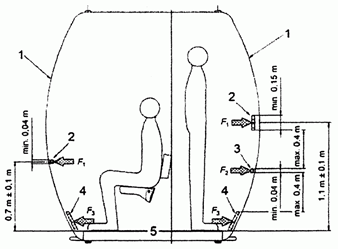 1
1
min. 0,15 m
2
F₁
min. 0,04 m
2
F₁
max. 0,4 m
3
F₂
1,1 m ± 0,1 m
0,7 m ± 0,1 m
min. 0,04 m
max. 0,4 m
4
4
F₃
F₃
5